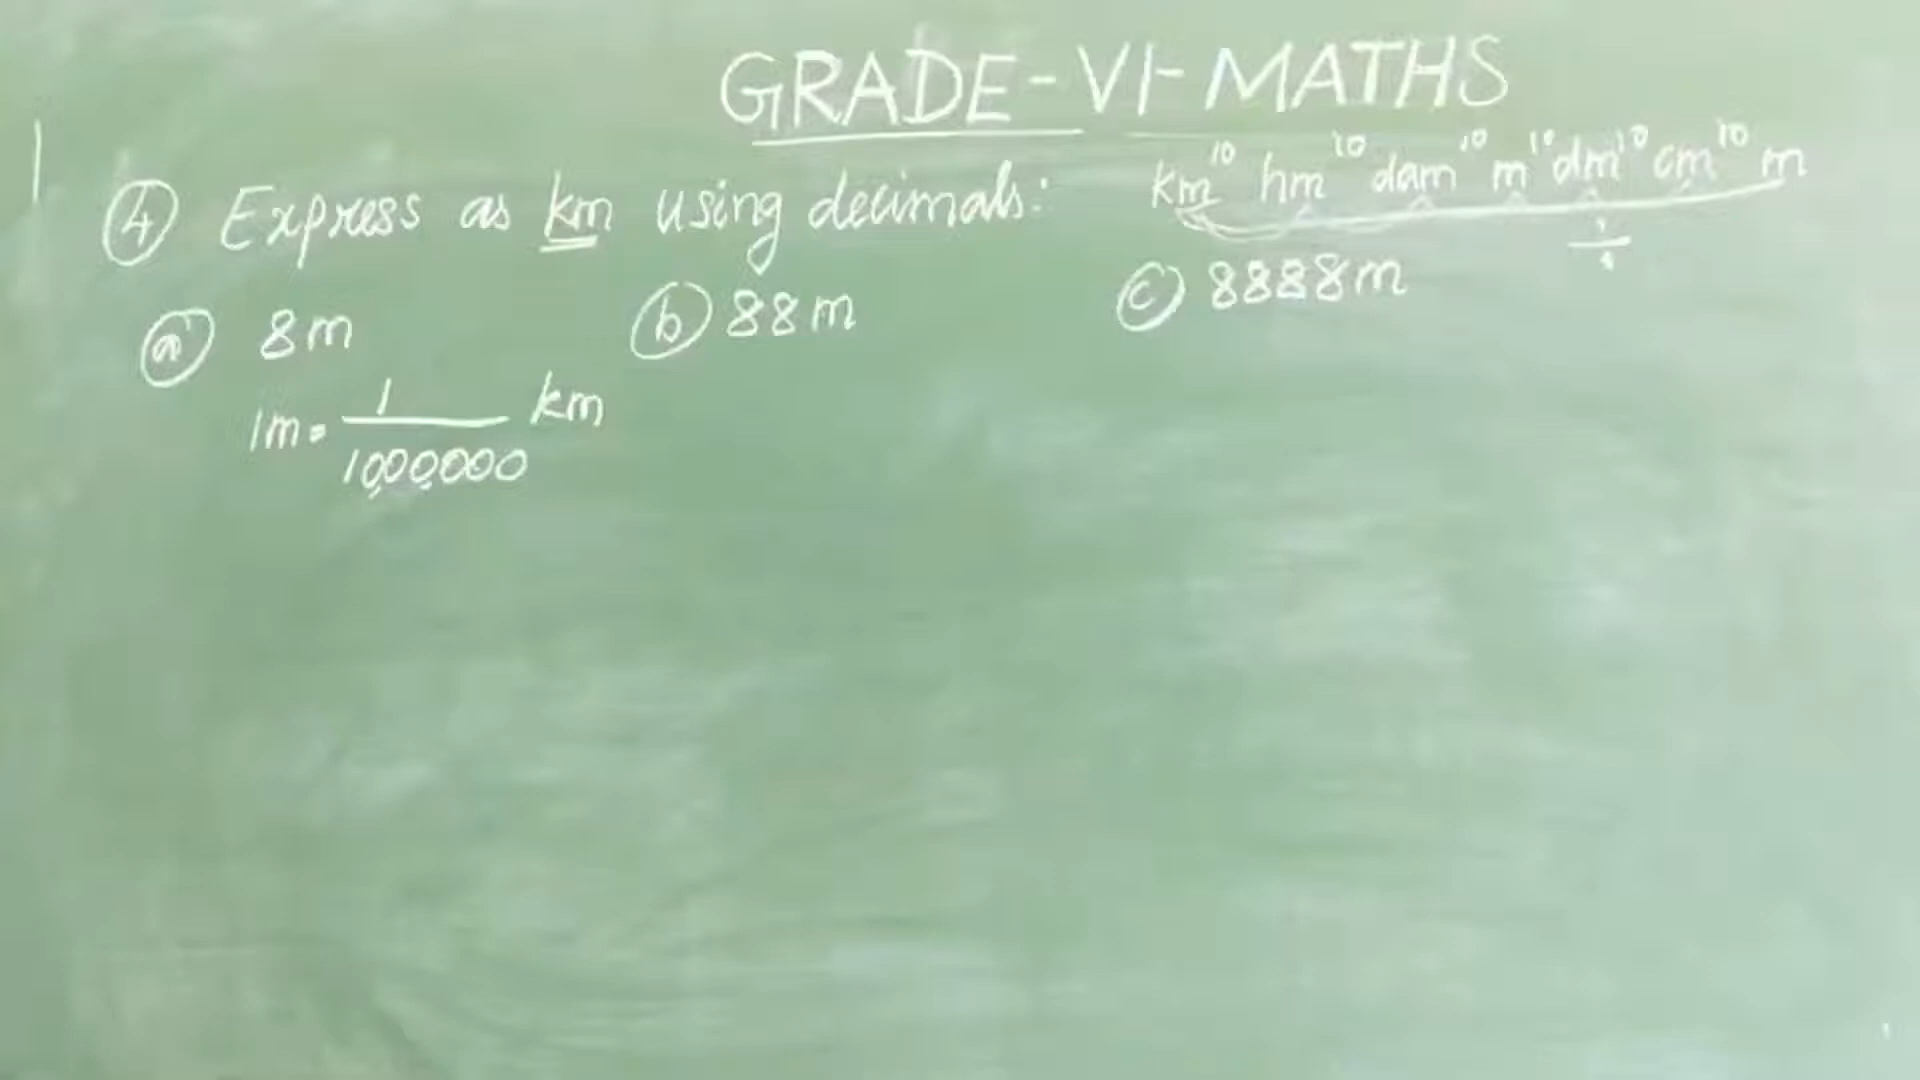 GRADE-VI-MATHS
km 10 hm 10 dam 10 m 10 dm 10 cm 10 m
4 Express as km using decimals:
a 8m b 88m c 8888m
1m = 1/1000000 km